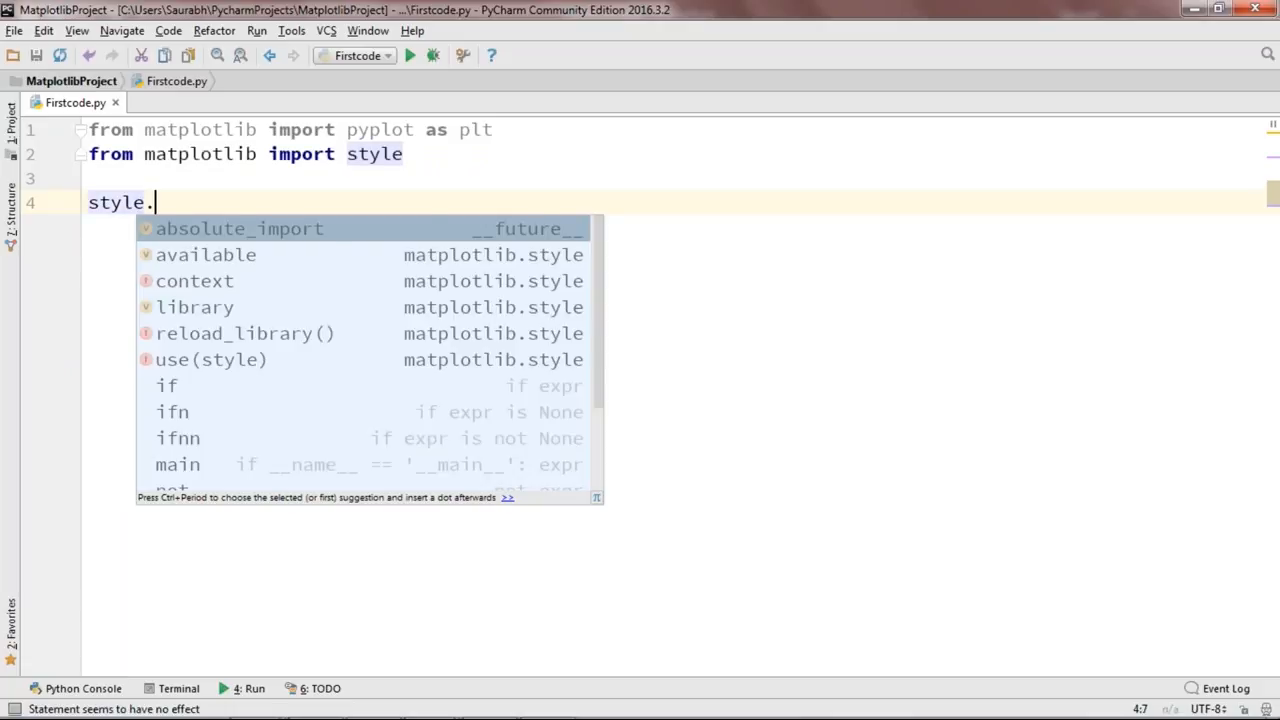 MatplotlibProject - [C:\Users\Saurabh\PycharmProjects\MatplotlibProject] - ...\Firstcode.py - PyCharm Community Edition 2016.3.2
File Edit View Navigate Code Refactor Run Tools VCS Window Help
Firstcode
MatplotlibProject Firstcode.py
Firstcode.py
1: Project
Z: Structure
2: Favorites
1 from matplotlib import pyplot as plt
2 from matplotlib import style
3
4 style.
absolute_import __future__
available matplotlib.style
context matplotlib.style
library matplotlib.style
reload_library() matplotlib.style
use(style) matplotlib.style
if if expr
ifn if expr is None
ifnn if expr is not None
main if __name__ == '__main__': expr
not not expr
Press Ctrl+Period to choose the selected (or first) suggestion and insert a dot afterwards >> π
Python Console Terminal 4: Run 6: TODO Event Log
Statement seems to have no effect 4:7 n/a UTF-8